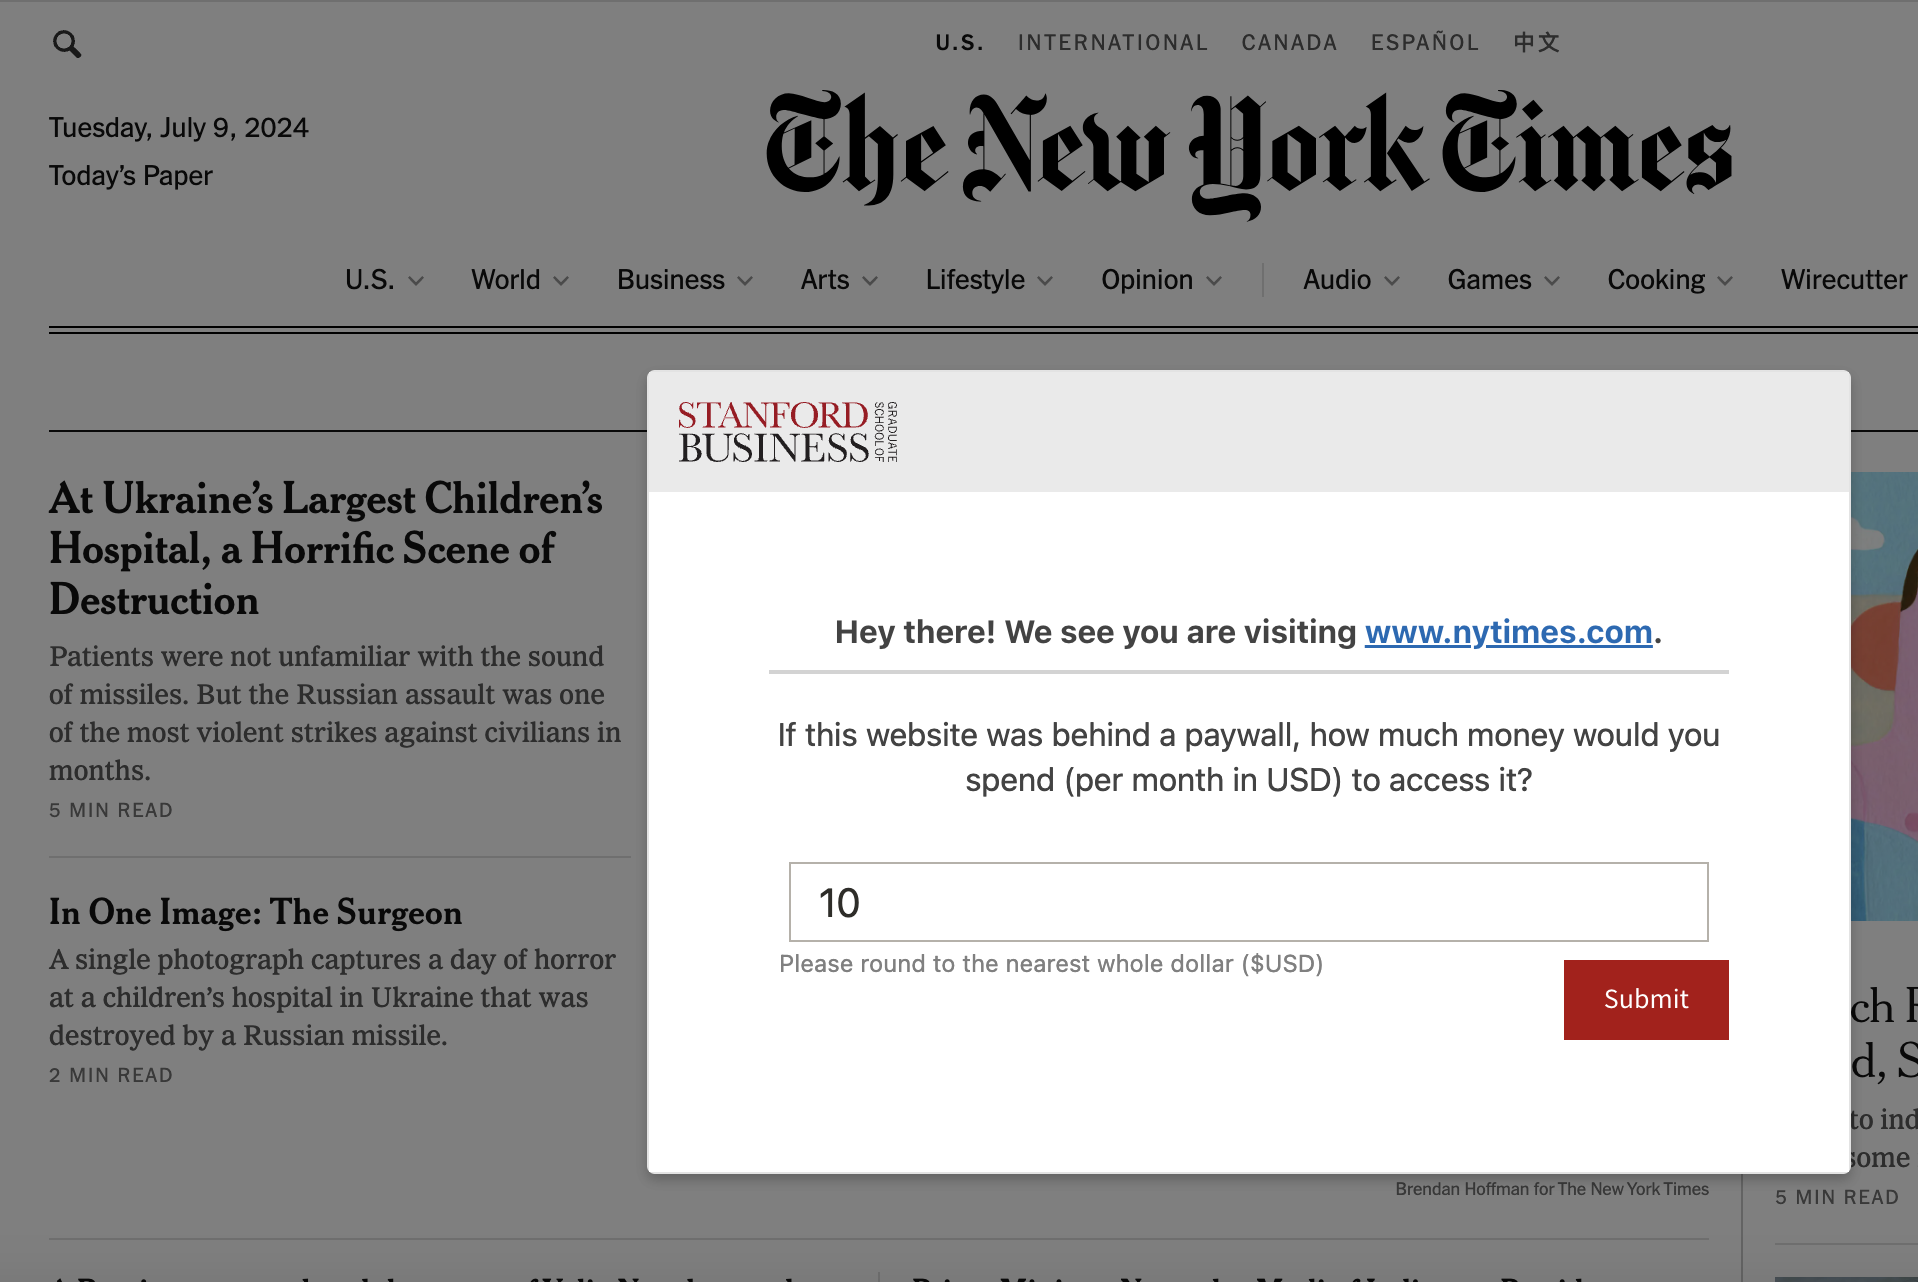 U.S. INTERNATIONAL CANADA ESPAÑOL 中文
Tuesday, July 9, 2024
Today’s Paper
The New York Times
U.S. World Business Arts Lifestyle Opinion Audio Games Cooking Wirecutter
At Ukraine’s Largest Children’s
Hospital, a Horrific Scene of
Destruction
Patients were not unfamiliar with the sound
of missiles. But the Russian assault was one
of the most violent strikes against civilians in
months.
5 MIN READ
In One Image: The Surgeon
A single photograph captures a day of horror
at a children’s hospital in Ukraine that was
destroyed by a Russian missile.
2 MIN READ
STANFORD
BUSINESS
GRADUATE
SCHOOL OF
Hey there! We see you are visiting www.nytimes.com.
If this website was behind a paywall, how much money would you
spend (per month in USD) to access it?
10
Please round to the nearest whole dollar ($USD)
Submit
to
some
Brendan Hoffman for The New York Times
5 MIN READ